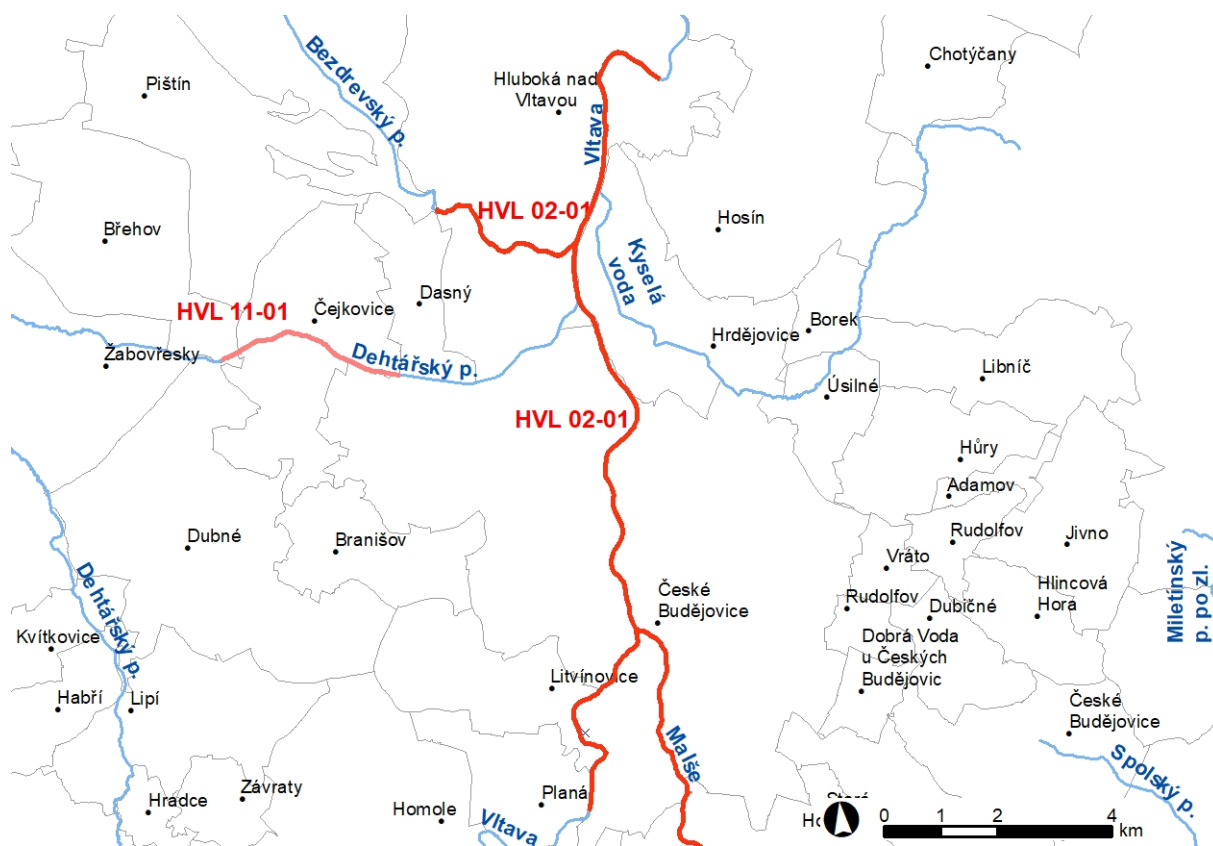 Chotýčany
Pištín
Bezdrevský p.
Hluboká nad
Vltavou
Vltava
HVL 02-01
Hosín
Břehov
Kyselá
voda
Dasný
HVL 11-01
Čejkovice
Borek
Hrdějovice
Žabovřesky
Dehtářský p.
Libníč
Úsilné
HVL 02-01
Hůry
Adamov
Dubné
Branišov
Rudolfov
Jivno
Vráto
Miletínský
p. po zl.
Dehtářský p.
České
Budějovice
Rudolfov
Dubičné
Hlincová
Hora
Kvítkovice
Dobrá Voda
u Českých
Budějovic
Habří
Lipí
Litvínovice
České
Budějovice
Malše
Spolský p.
Závraty
Hradce
Homole
Planá
Vltava
0 1 2 4
km